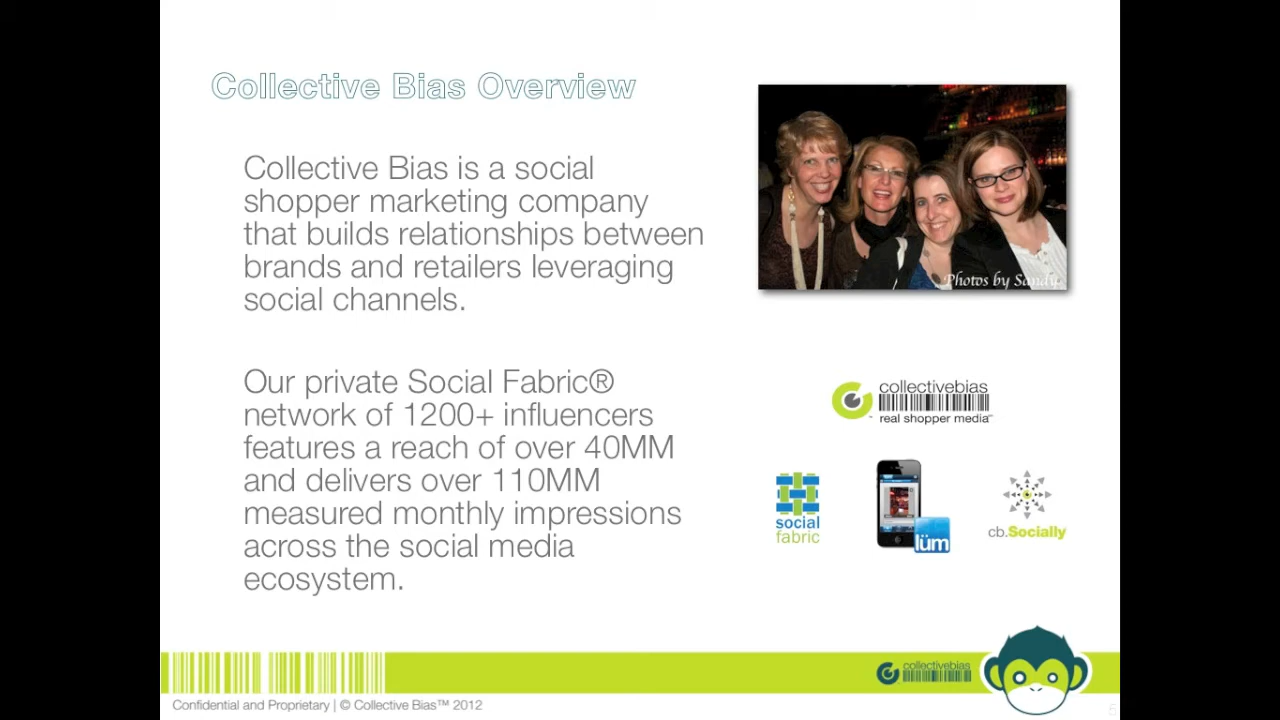 Collective Bias Overview
Collective Bias is a social
shopper marketing company
that builds relationships between
brands and retailers leveraging
social channels.
Our private Social Fabric®
network of 1200+ influencers
features a reach of over 40MM
and delivers over 110MM
measured monthly impressions
across the social media
ecosystem.
Photos by Sandy
collectivebias
real shopper media
social
fabric
lüm
cb.Socially
collectivebias
Confidential and Proprietary | © Collective Bias™ 2012
5